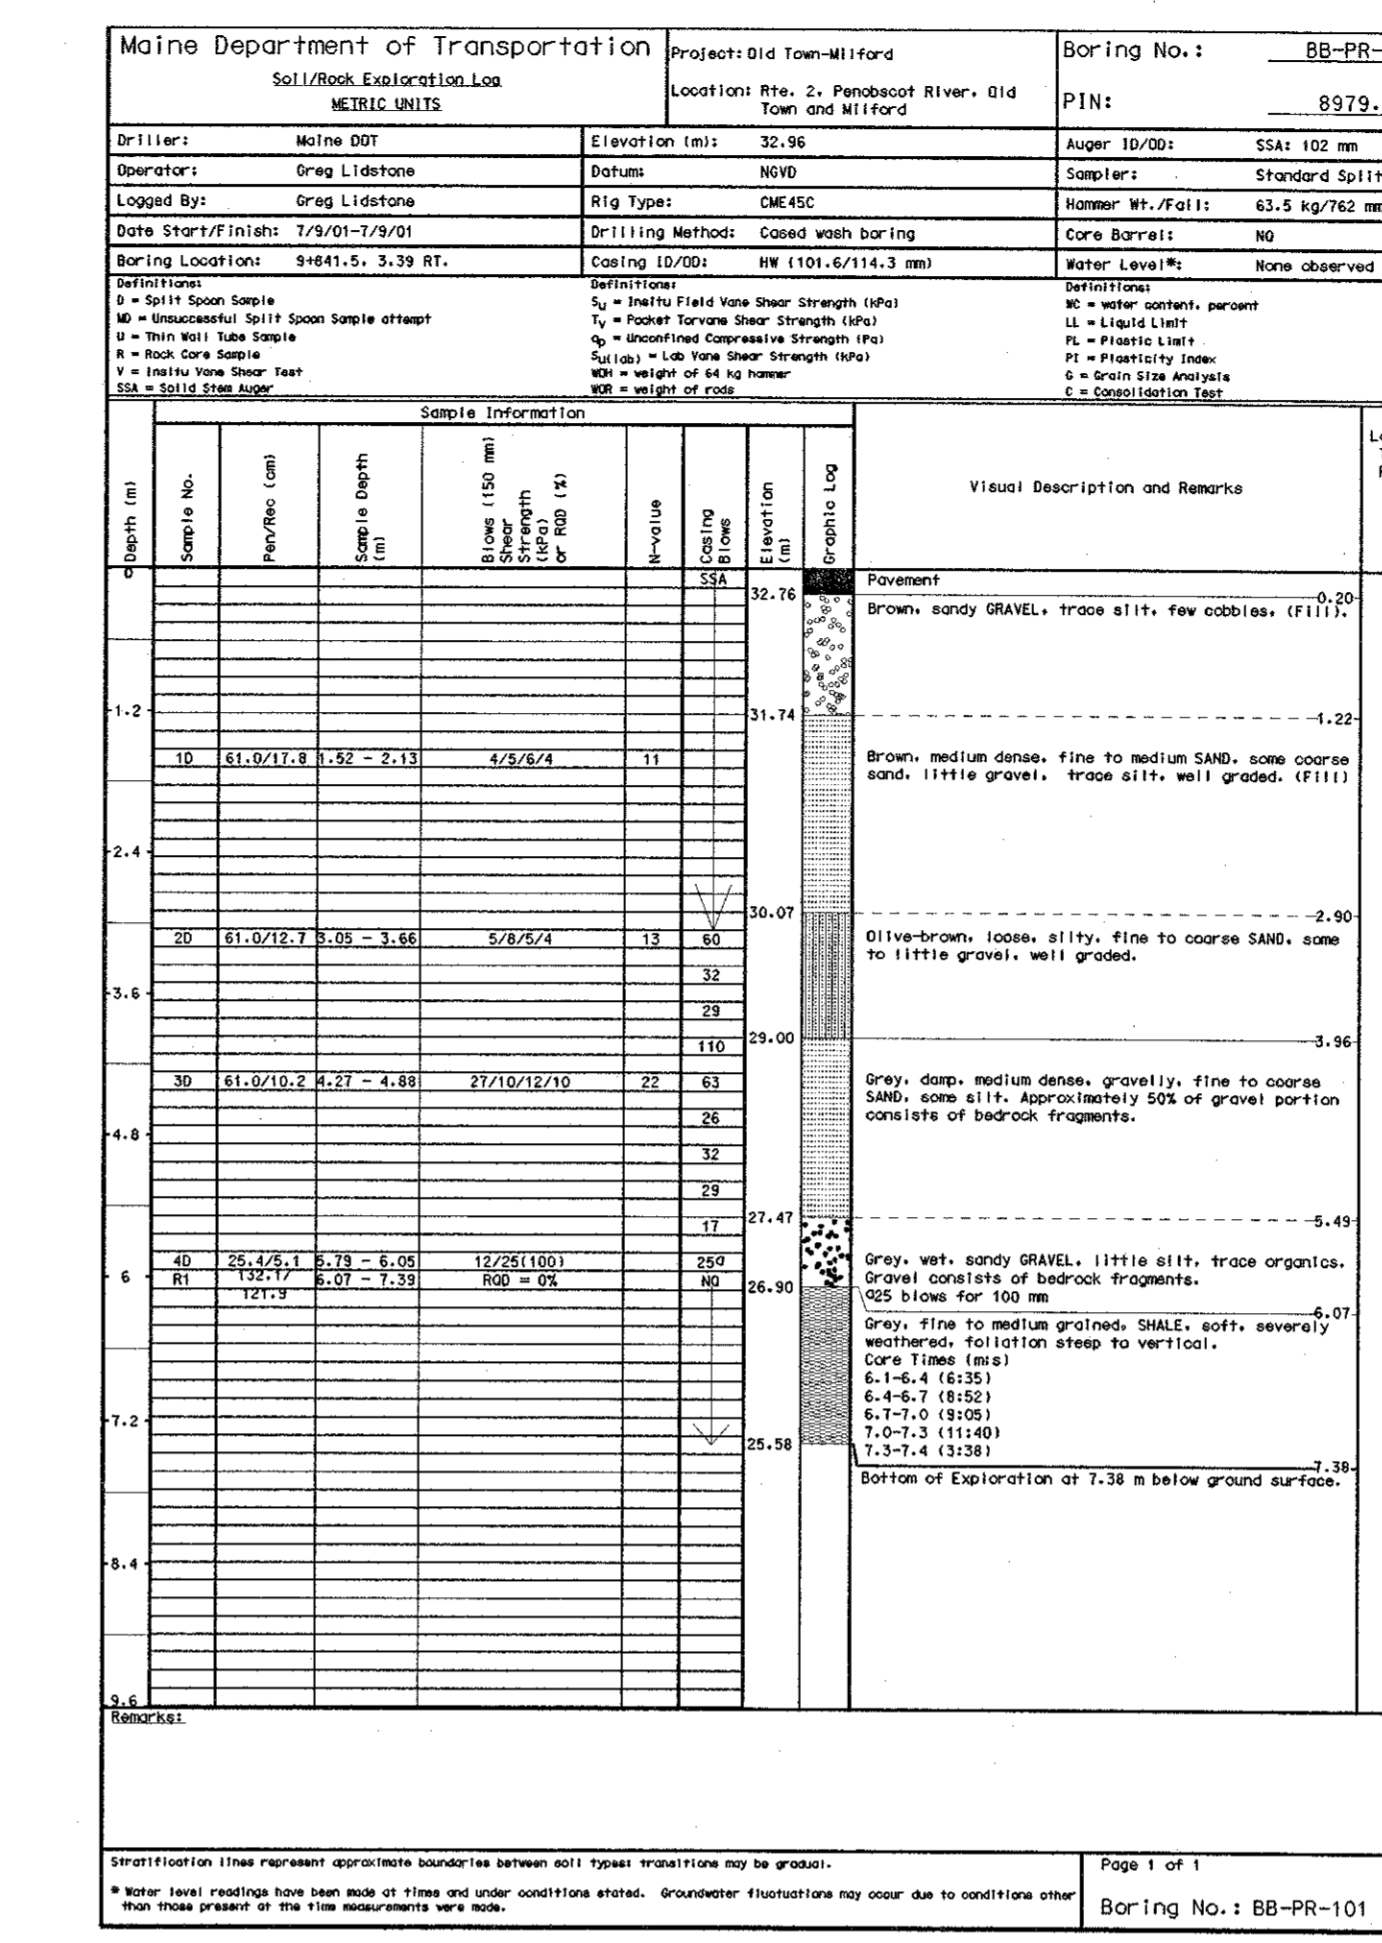 Maine Department of Transportation
Soil/Rock Exploration Log
METRIC UNITS
Project: Old Town-Milford
Location: Rte. 2, Penobscot River, Old
Town and Milford
Boring No.: BB-PR-
PIN: 8979.
Driller: Maine DOT
Elevation (m): 32.96
Auger ID/OD: SSA: 102 mm
Operator: Greg Lidstone
Datum: NGVD
Sampler: Standard Split
Logged By: Greg Lidstone
Rig Type: CME45C
Hammer Wt./Fall: 63.5 kg/762 mm
Date Start/Finish: 7/9/01-7/9/01
Drilling Method: Cased wash boring
Core Barrel: NQ
Boring Location: 9+641.5, 3.39 RT.
Casing ID/OD: HW (101.6/114.3 mm)
Water Level*: None observed
Definitions:
D = Split Spoon Sample
MD = Unsuccessful Split Spoon Sample attempt
U = Thin Wall Tube Sample
R = Rock Core Sample
V = Insitu Vane Shear Test
SSA = Solid Stem Auger
Definitions:
Su = Insitu Field Vane Shear Strength (kPa)
Tv = Pocket Torvane Shear Strength (kPa)
qp = Unconfined Compressive Strength (Pa)
Su(lab) = Lab Vane Shear Strength (kPa)
WOH = weight of 64 kg hammer
WOR = weight of rods
Definitions:
WC = water content, percent
LL = Liquid Limit
PL = Plastic Limit
PI = Plasticity Index
G = Grain Size Analysis
C = Consolidation Test
Sample Information
Depth (m)
Sample No.
Pen/Rec (cm)
Sample Depth
(m)
Blows (150 mm)
Shear
Strength
(kPa)
or RQD (%)
N-value
Casing
Blows
Elevation
(m)
Graphic Log
Visual Description and Remarks
0
SSA
Pavement
32.76
0.20
Brown, sandy GRAVEL, trace silt, few cobbles, (Fill).
1.2
31.74
1.22
1D 61.0/17.8 1.52 - 2.13 4/5/6/4 11
Brown, medium dense, fine to medium SAND, some coarse
sand, little gravel, trace silt, well graded. (Fill)
2.4
30.07
2.90
2D 61.0/12.7 3.05 - 3.66 5/8/5/4 13 60
Olive-brown, loose, silty, fine to coarse SAND, some
to little gravel, well graded.
32
3.6
29
29.00
3.96
110
3D 61.0/10.2 4.27 - 4.88 27/10/12/10 22 63
Grey, damp, medium dense, gravelly, fine to coarse
SAND, some silt. Approximately 50% of gravel portion
consists of bedrock fragments.
26
4.8
32
29
27.47
5.49
17
4D 25.4/5.1 5.79 - 6.05 12/25(100) 25a
Grey, wet, sandy GRAVEL, little silt, trace organics.
Gravel consists of bedrock fragments.
a25 blows for 100 mm
6
R1 132.1/ 6.07 - 7.39 RQD = 0% NQ
121.9
26.90
6.07
Grey, fine to medium grained, SHALE, soft, severely
weathered, foliation steep to vertical.
Core Times (m:s)
6.1-6.4 (6:35)
6.4-6.7 (8:52)
6.7-7.0 (9:05)
7.0-7.3 (11:40)
7.3-7.4 (3:38)
7.2
25.58
7.38
Bottom of Exploration at 7.38 m below ground surface.
8.4
9.6
Remarks:
Stratification lines represent approximate boundaries between soil types; transitions may be gradual.
* Water level readings have been made at times and under conditions stated. Groundwater fluctuations may occur due to conditions other
than those present at the time measurements were made.
Page 1 of 1
Boring No.: BB-PR-101